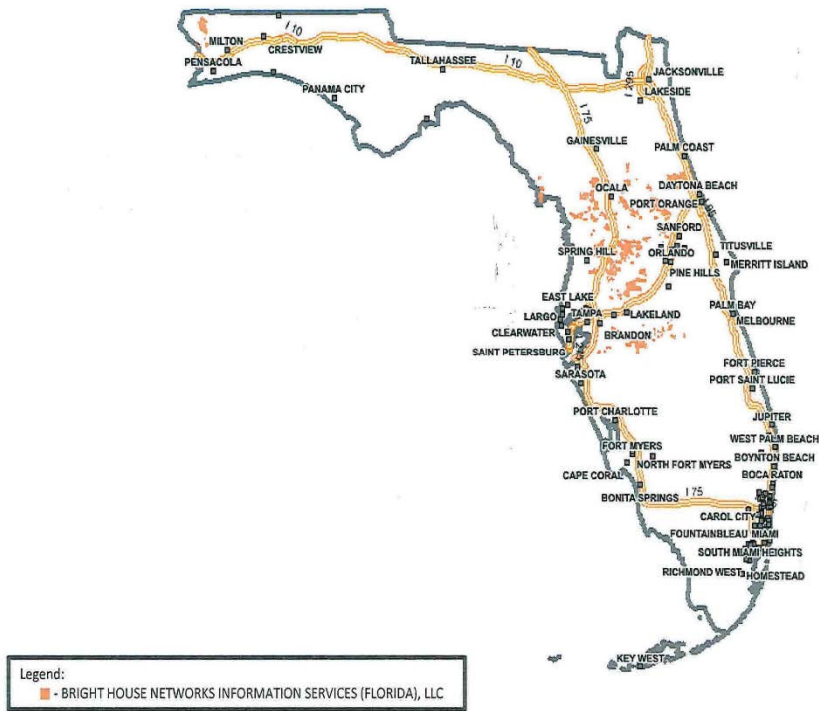 I 10
MILTON
CRESTVIEW
PENSACOLA
TALLAHASSEE
I 10
PANAMA CITY
JACKSONVILLE
I 295
LAKESIDE
I 75
GAINESVILLE
PALM COAST
OCALA
DAYTONA BEACH
PORT ORANGE
SANFORD
SPRING HILL
ORLANDO
TITUSVILLE
MERRITT ISLAND
PINE HILLS
EAST LAKE
LARGO
TAMPA
LAKELAND
PALM BAY
MELBOURNE
CLEARWATER
BRANDON
SAINT PETERSBURG
SARASOTA
FORT PIERCE
PORT SAINT LUCIE
PORT CHARLOTTE
JUPITER
WEST PALM BEACH
FORT MYERS
BOYNTON BEACH
NORTH FORT MYERS
CAPE CORAL
BOCA RATON
BONITA SPRINGS
I 75
CAROL CITY
FOUNTAINBLEAU MIAMI
SOUTH MIAMI HEIGHTS
RICHMOND WEST
HOMESTEAD
KEY WEST
Legend:
- BRIGHT HOUSE NETWORKS INFORMATION SERVICES (FLORIDA), LLC